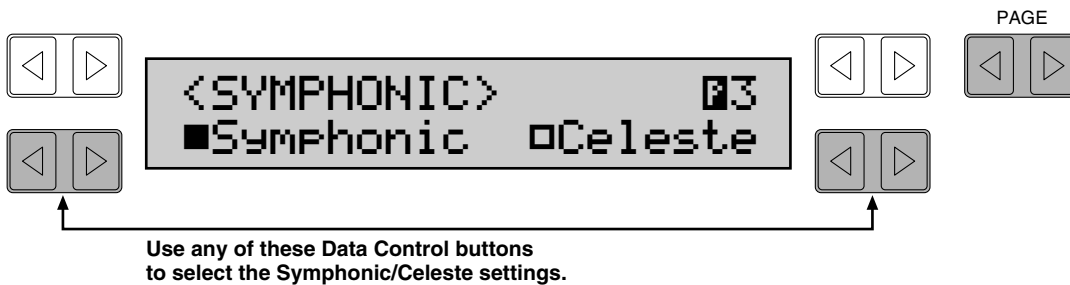 PAGE
<SYMPHONIC> P3
■Symphonic □Celeste
Use any of these Data Control buttons
to select the Symphonic/Celeste settings.